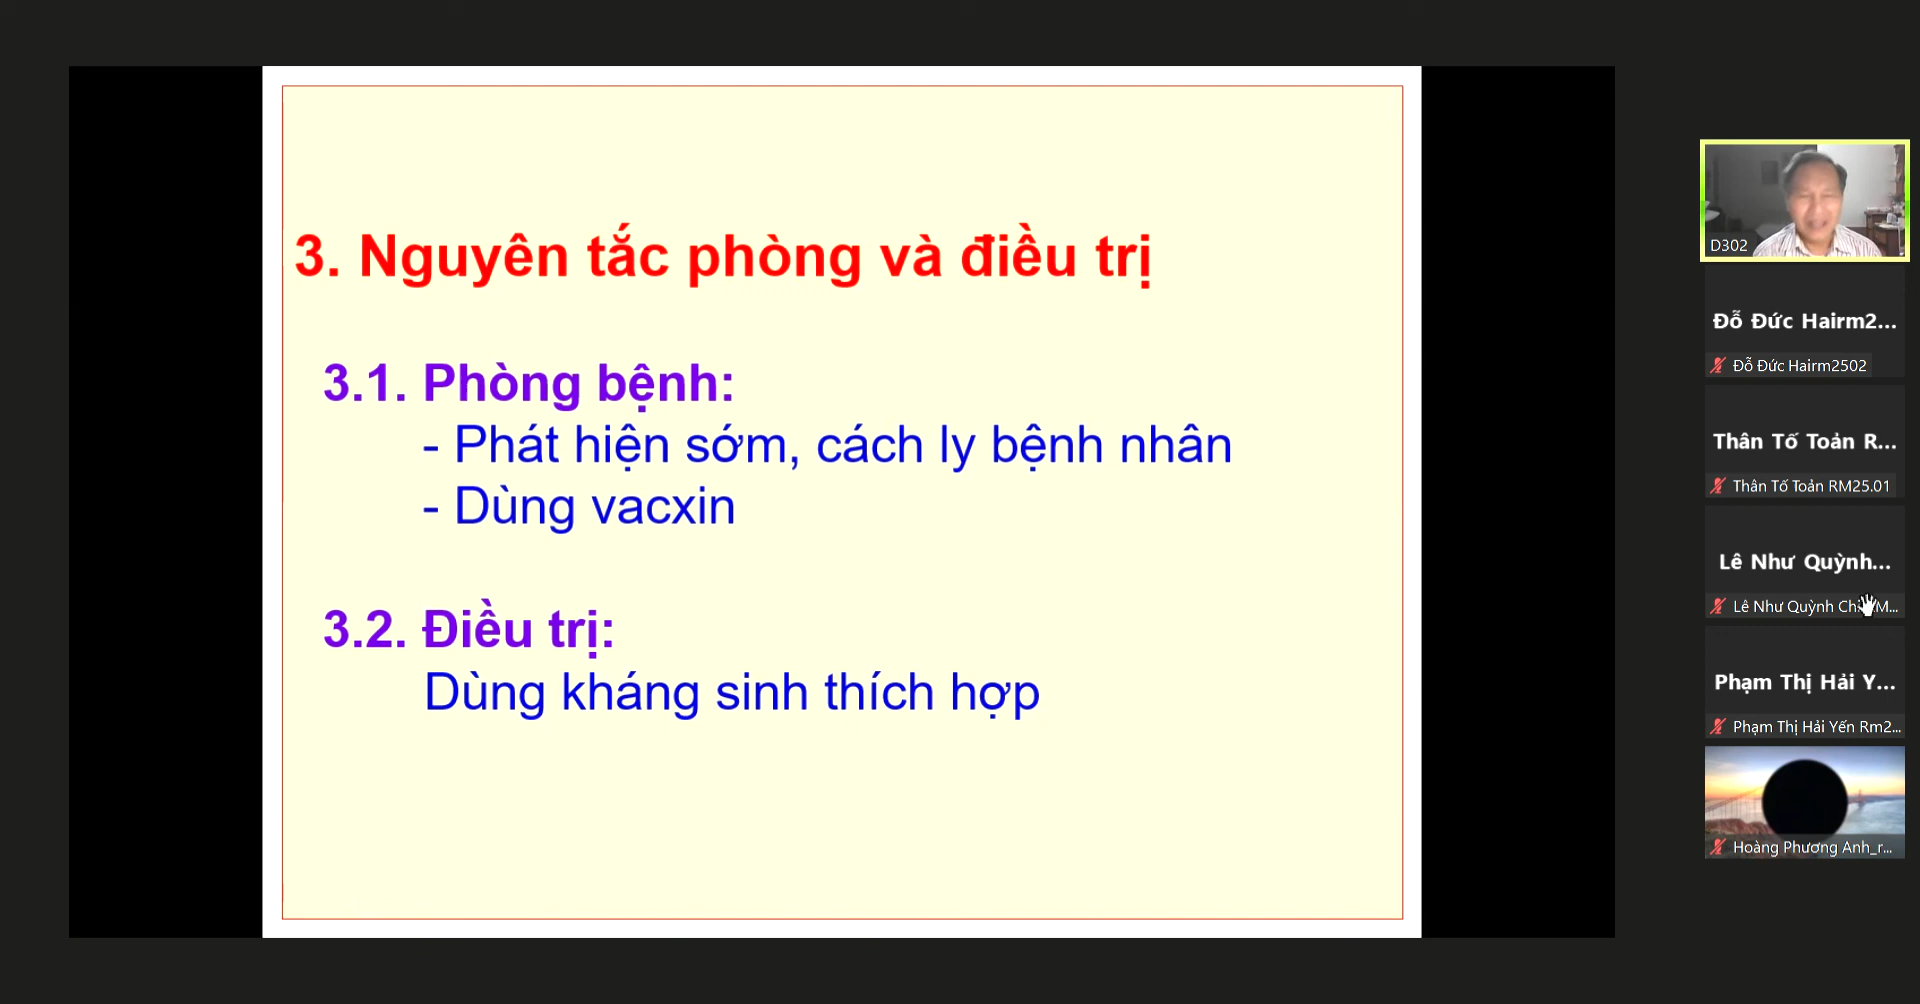 3. Nguyên tắc phòng và điều trị
3.1. Phòng bệnh:
- Phát hiện sớm, cách ly bệnh nhân
- Dùng vacxin
3.2. Điều trị:
Dùng kháng sinh thích hợp
D302
Đỗ Đức Hairm2...
Đỗ Đức Hairm2502
Thân Tố Toản R...
Thân Tố Toản RM25.01
Lê Như Quỳnh...
Lê Như Quỳnh
Phạm Thị Hải Y...
Phạm Thị Hải Yến Rm2...
Hoàng Phương Anh_r...